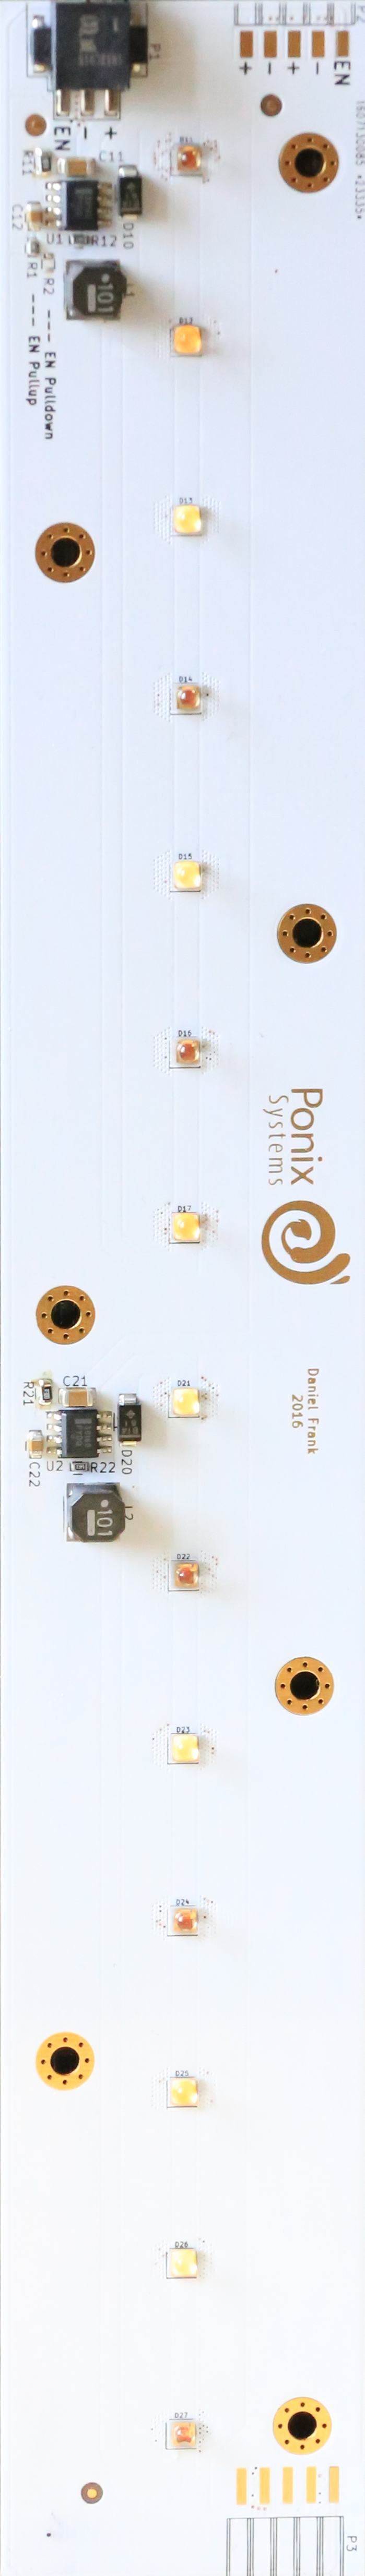 P1
P2
+ - + - EN
EN - +
1607130085 *23335*
D11
R11
C11
C12
U1
R12
D10
R1
R2
101
--- EN Pulldown
--- EN Pullup
D12
D13
D14
D15
D16
Ponix
Systems
D17
Daniel Frank
2016
D21
R21
C21
C22
U2
R22
D20
101
D22
D23
D24
D25
D26
D27
P3